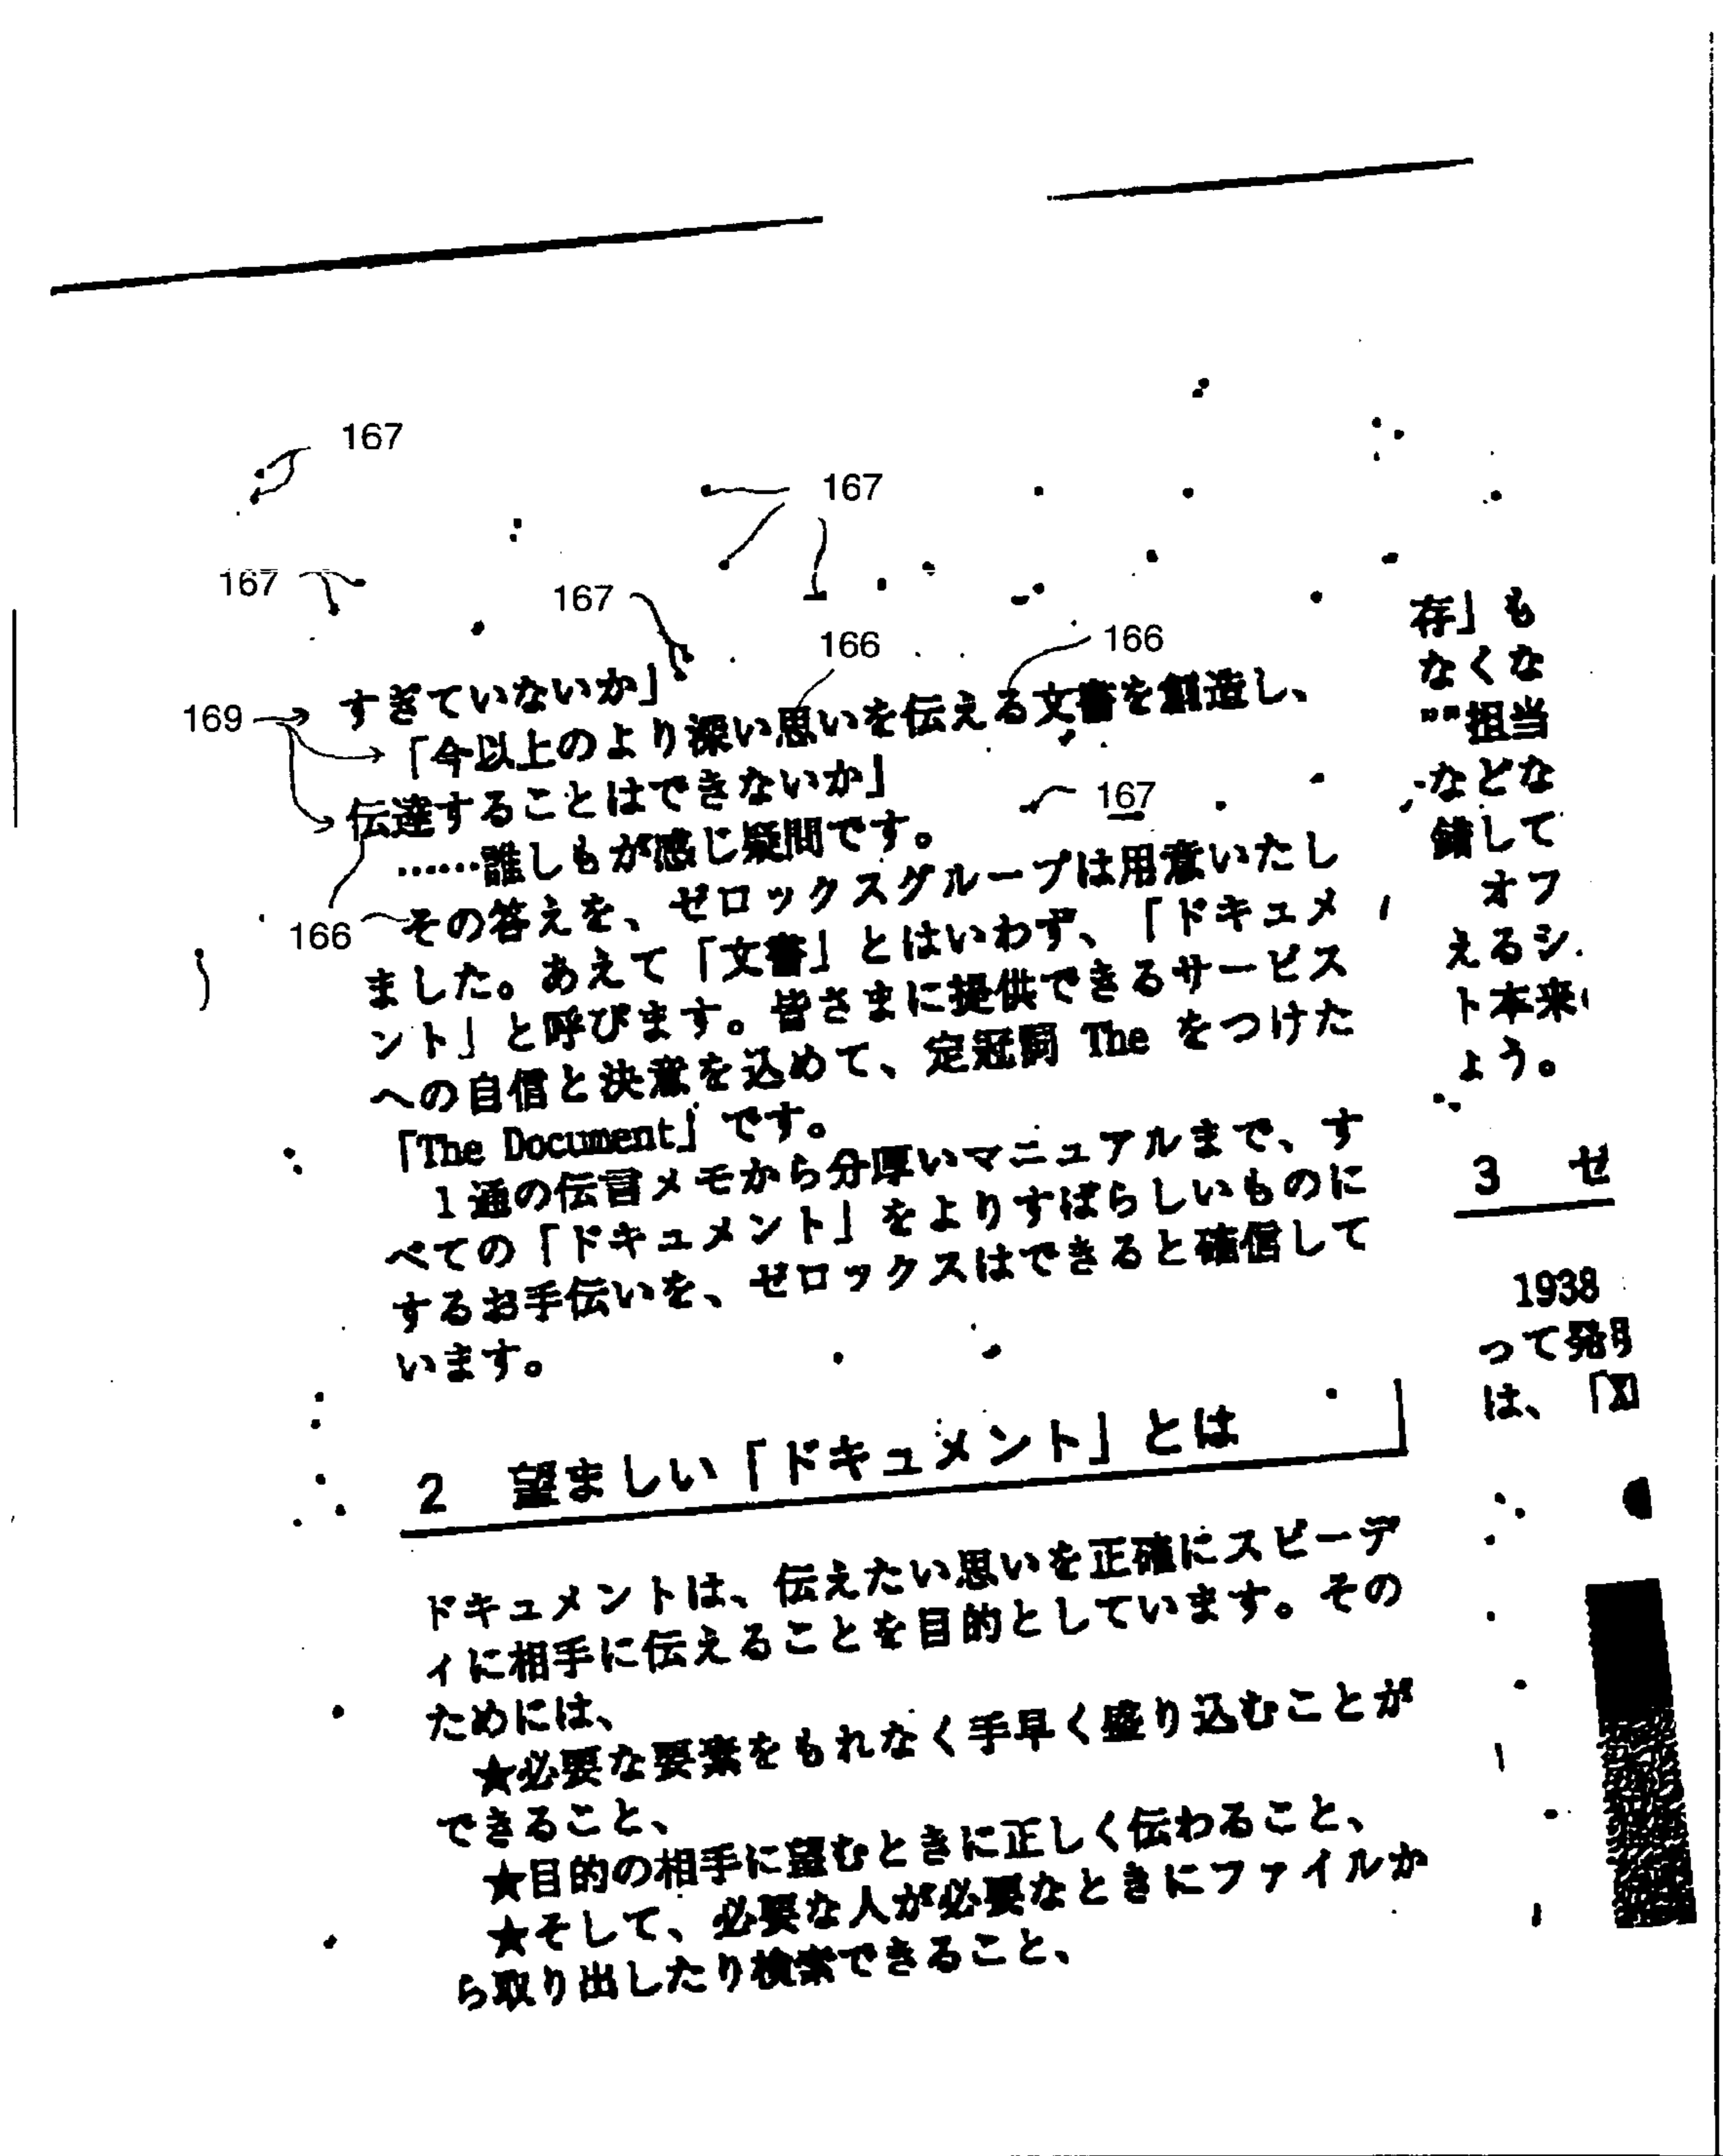 167
167
167
167
166
166
169
すぎていないか」
「今以上のより深い思いを伝える文書を創造し、
伝達することはできないか」
167
……誰しもが感じ疑問です。
166
その答えを、ゼロックスグループは用意いたし
ました。あえて「文書」とはいわず、「ドキュメ
ント」と呼びます。皆さまに提供できるサービス
への自信と決意を込めて、定冠詞 The をつけた
「The Document」です。
1通の伝言メモから分厚いマニュアルまで、す
べての「ドキュメント」をよりすばらしいものに
するお手伝いを、ゼロックスはできると確信して
います。
2 望ましい「ドキュメント」とは
ドキュメントは、伝えたい思いを正確にスピーデ
ィに相手に伝えることを目的としています。その
ためには、
★必要な要素をもれなく手早く盛り込むことが
できること、
★目的の相手に望むときに正しく伝わること、
★そして、必要な人が必要なときにファイルか
ら取り出したり検索できること、
存」も
なくな
担当
などな
して
オフ
えるシ
ト本来
ょう。
3 ゼ
1938
って発
は、「